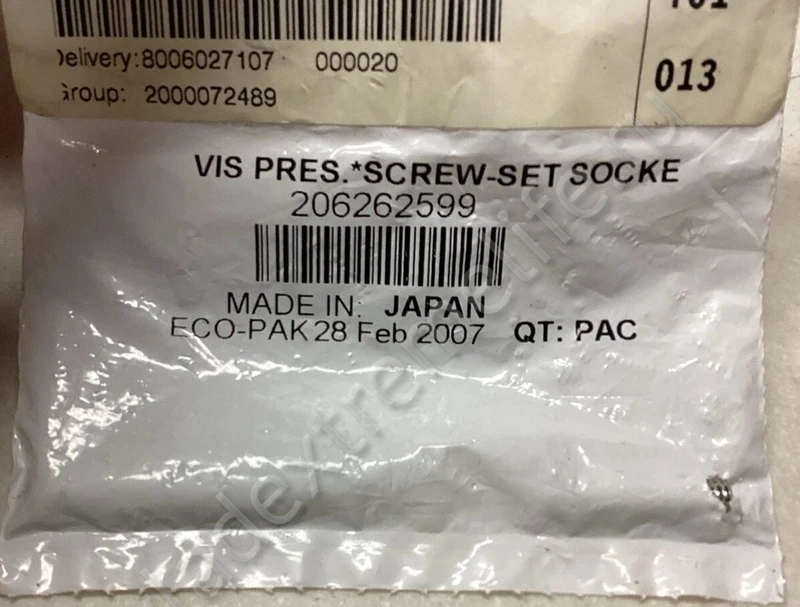 Delivery:8006027107 000020
Group: 2000072489
013
VIS PRES.*SCREW-SET SOCKE
206262599
MADE IN: JAPAN
ECO-PAK 28 Feb 2007 QT: PAC